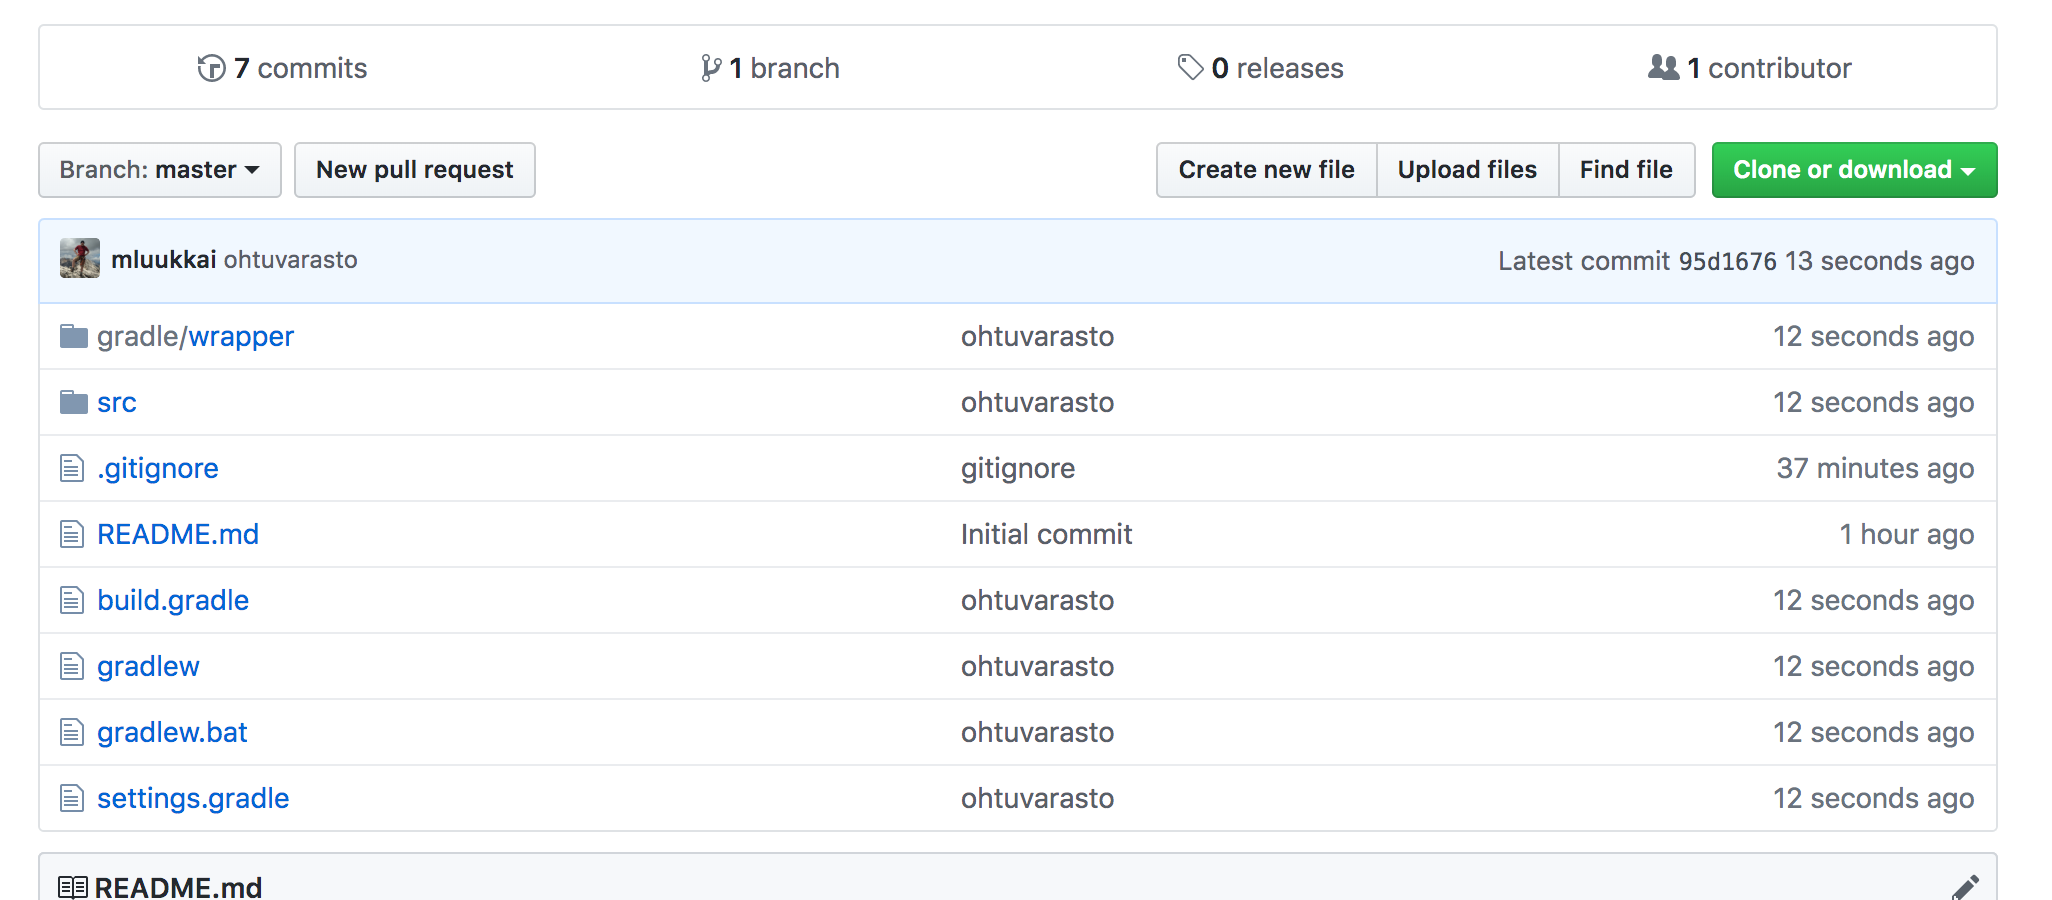 7 commits 1 branch 0 releases 1 contributor
Branch: master New pull request Create new file Upload files Find file Clone or download
mluukkai ohtuvarasto Latest commit 95d1676 13 seconds ago
gradle/wrapper ohtuvarasto 12 seconds ago
src ohtuvarasto 12 seconds ago
.gitignore gitignore 37 minutes ago
README.md Initial commit 1 hour ago
build.gradle ohtuvarasto 12 seconds ago
gradlew ohtuvarasto 12 seconds ago
gradlew.bat ohtuvarasto 12 seconds ago
settings.gradle ohtuvarasto 12 seconds ago
README.md